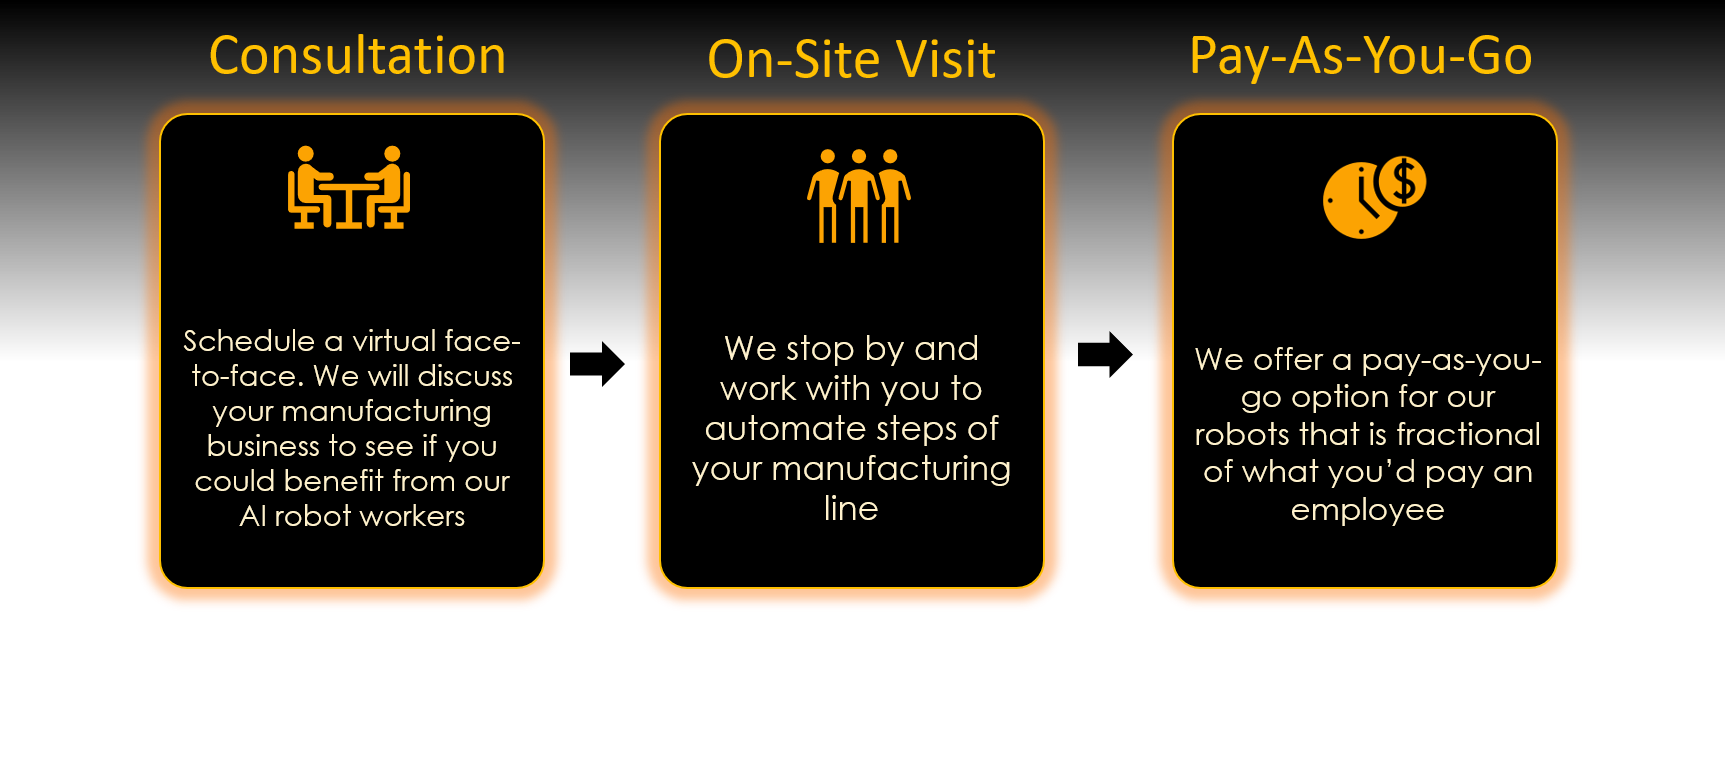 Consultation
On-Site Visit
Pay-As-You-Go
Schedule a virtual face-
to-face. We will discuss
your manufacturing
business to see if you
could benefit from our
AI robot workers
We stop by and
work with you to
automate steps of
your manufacturing
line
$
We offer a pay-as-you-
go option for our
robots that is fractional
of what you’d pay an
employee